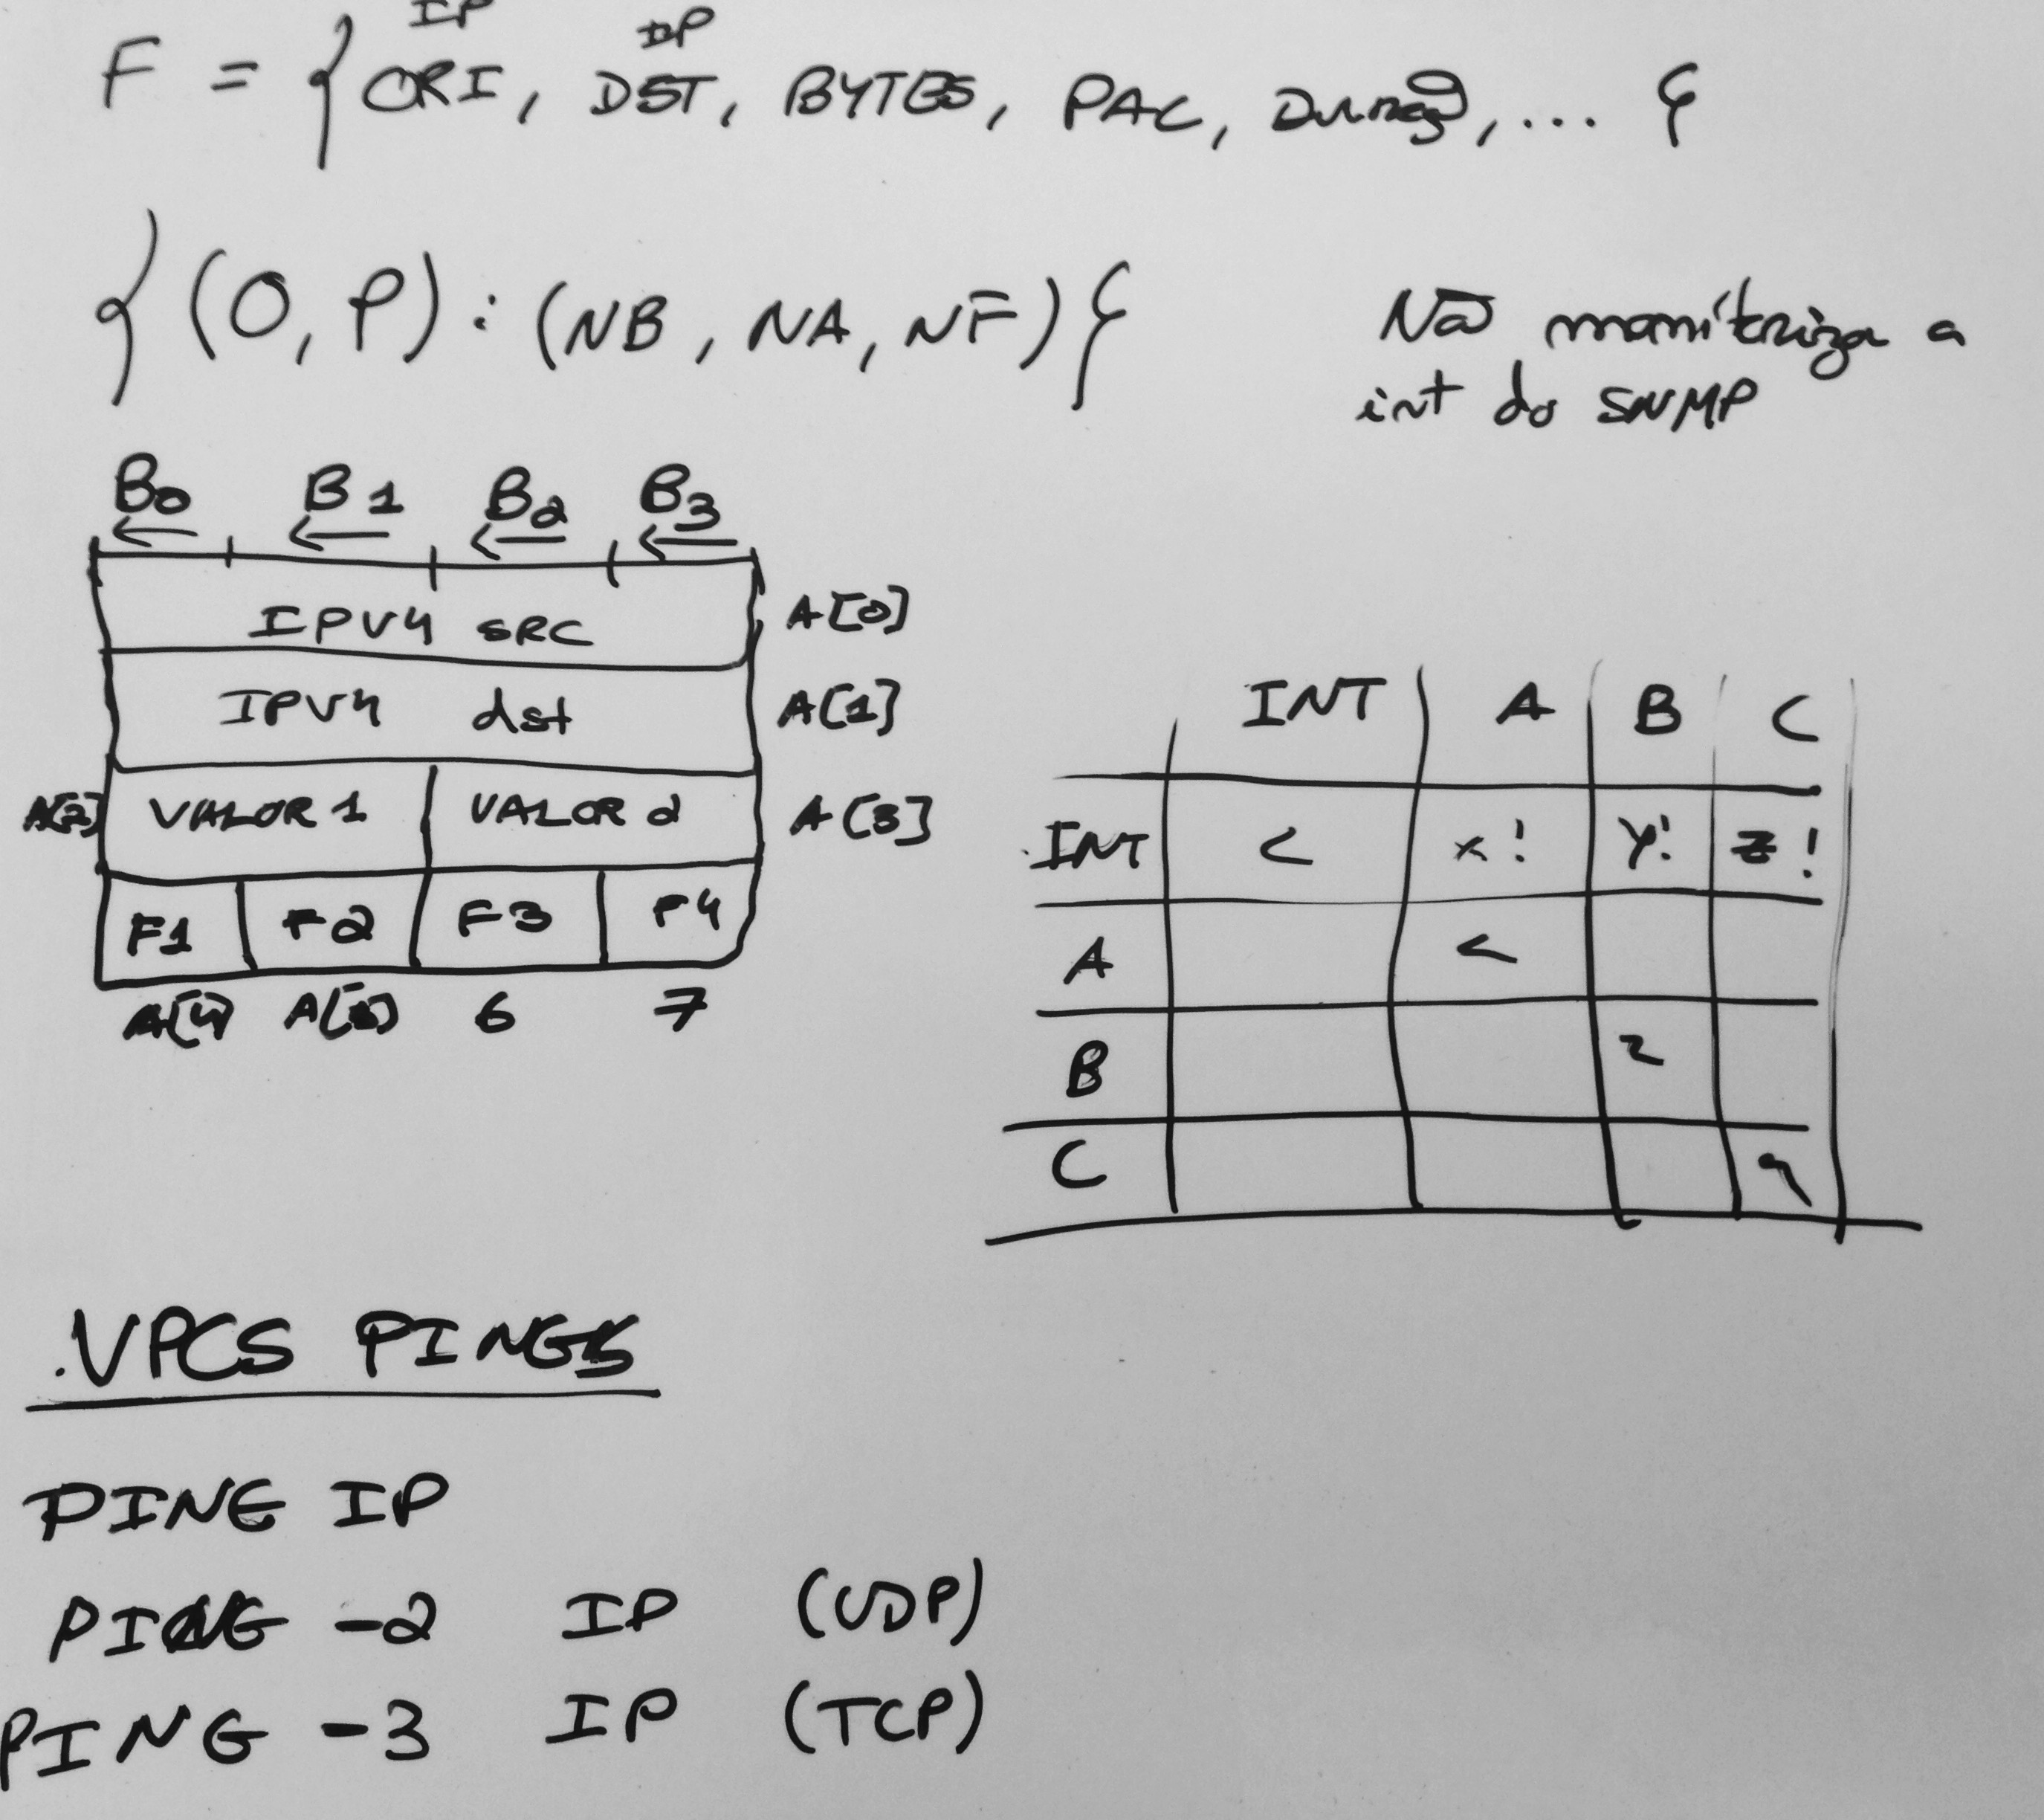 IP IP
F = { ORI, DST, BYTES, PAC, Duração, ... }
{ (O, P) : (NB, NA, NF) }
Não monitoriza a
int do SNMP
B0 B1 B2 B3
IPV4 SRC A[0]
IPV4 dst A[1]
A[2] VALOR 1 VALOR 2 A[3]
F1 F2 F3 F4
A[4] A[5] 6 7
INT A B C
INT < x! Y! Z!
A <
B
C
.VPCS PINGS
PING IP
PING -2 IP (UDP)
PING -3 IP (TCP)